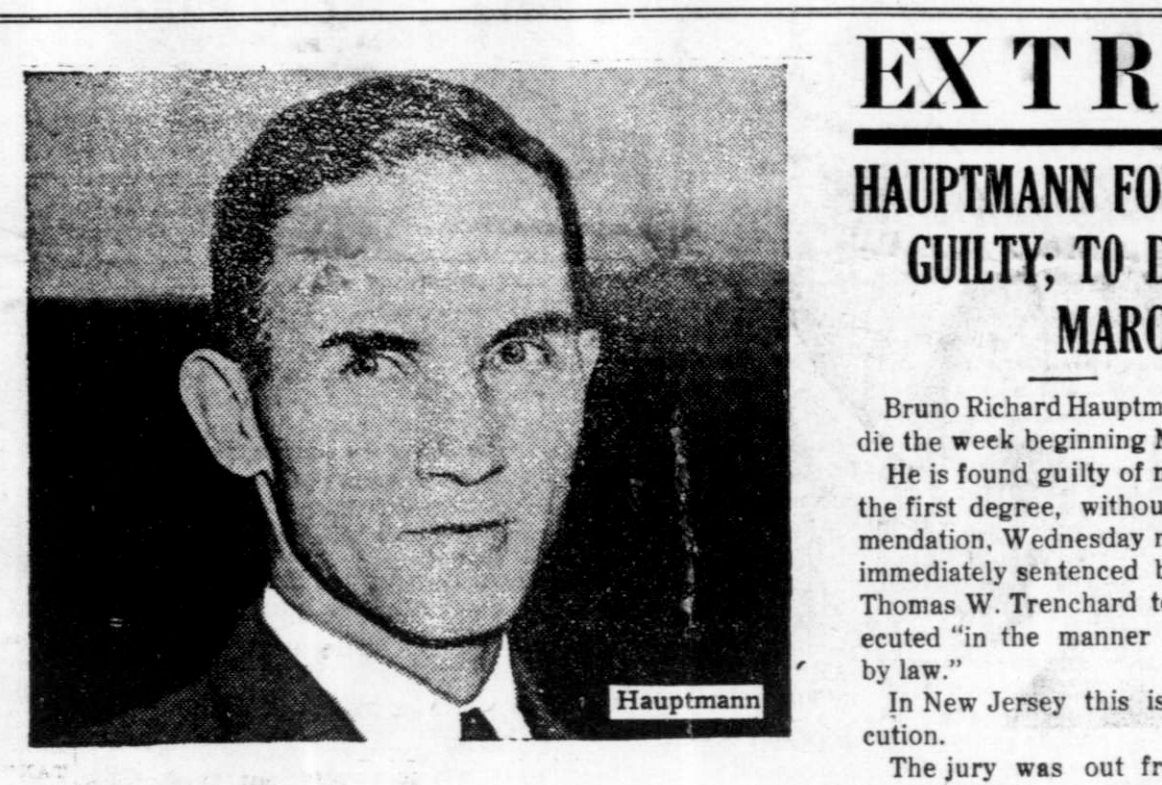 Hauptmann
EXTR
HAUPTMANN FO
GUILTY; TO D
MARC
Bruno Richard Hauptm
die the week beginning M
He is found guilty of m
the first degree, withou
mendation, Wednesday n
immediately sentenced b
Thomas W. Trenchard t
ecuted “in the manner
by law.”
In New Jersey this is
cution.
The jury was out fr